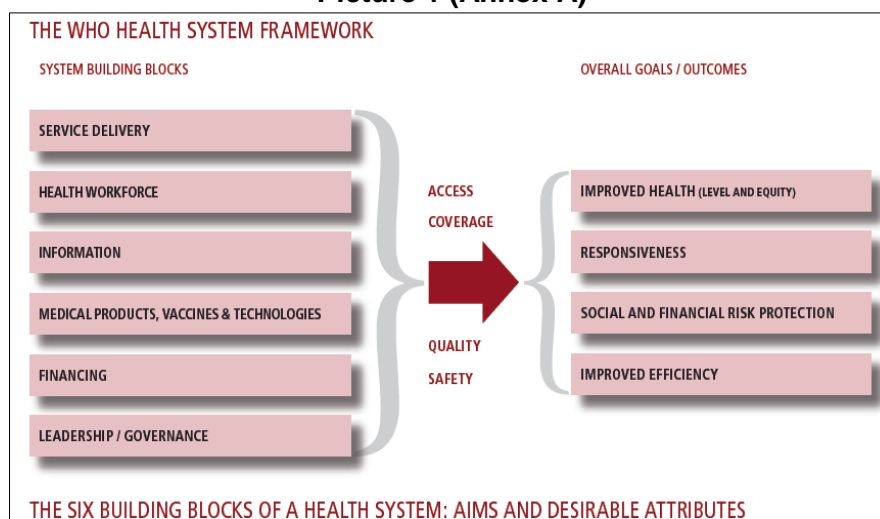 THE WHO HEALTH SYSTEM FRAMEWORK
SYSTEM BUILDING BLOCKS
OVERALL GOALS / OUTCOMES
SERVICE DELIVERY
HEALTH WORKFORCE
INFORMATION
MEDICAL PRODUCTS, VACCINES & TECHNOLOGIES
FINANCING
LEADERSHIP / GOVERNANCE
ACCESS
COVERAGE
QUALITY
SAFETY
IMPROVED HEALTH (LEVEL AND EQUITY)
RESPONSIVENESS
SOCIAL AND FINANCIAL RISK PROTECTION
IMPROVED EFFICIENCY
THE SIX BUILDING BLOCKS OF A HEALTH SYSTEM: AIMS AND DESIRABLE ATTRIBUTES